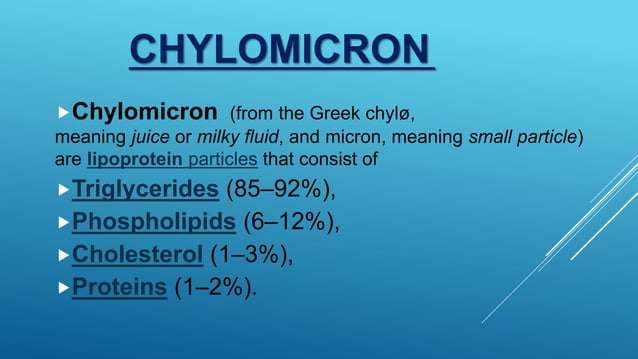 CHYLOMICRON
Chylomicron (from the Greek chylø,
meaning juice or milky fluid, and micron, meaning small particle)
are lipoprotein particles that consist of
Triglycerides (85–92%),
Phospholipids (6–12%),
Cholesterol (1–3%),
Proteins (1–2%).